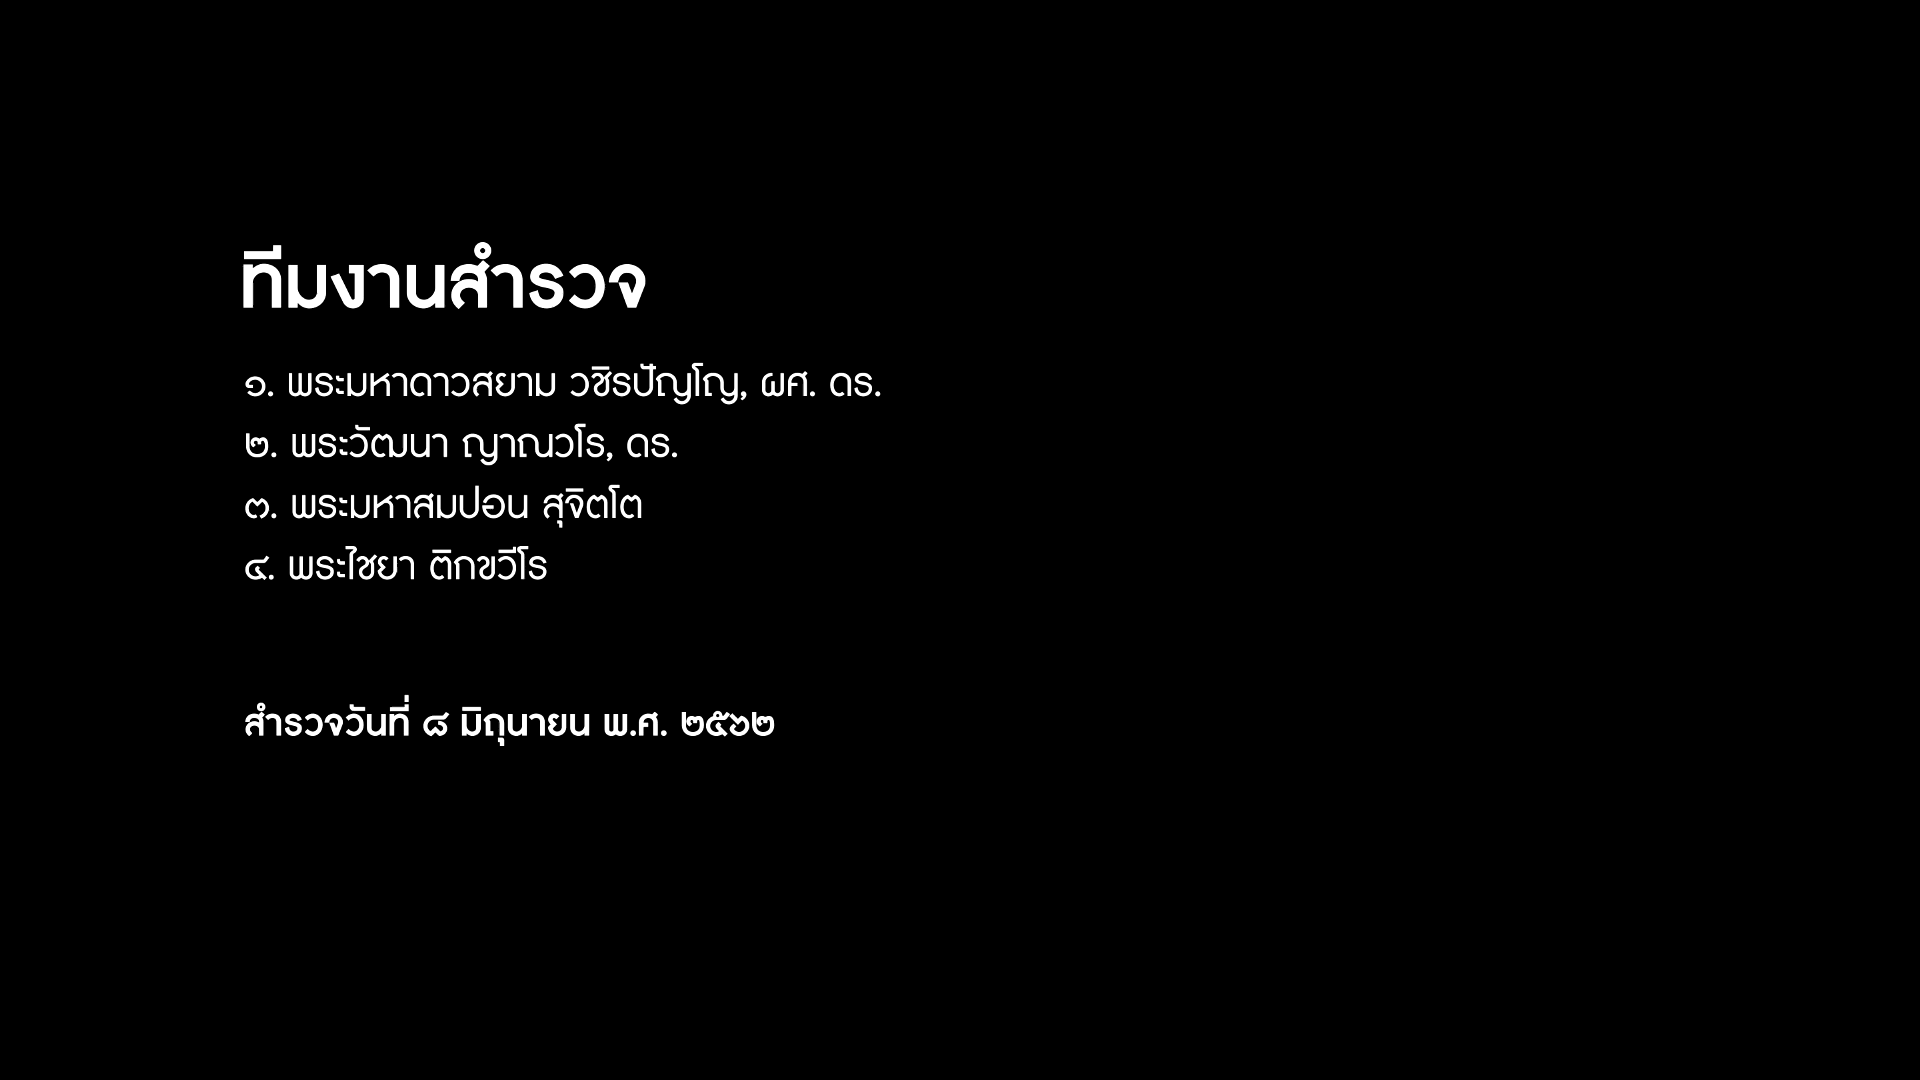 ทีมงานสำรวจ
๑. พระมหาดาวสยาม วชิรปัญโญ, ผศ. ดร.
๒. พระวัฒนา ญาณวโร, ดร.
๓. พระมหาสมปอน สุจิตโต
๔. พระไชยา ติกขวีโร
สำรวจวันที่ ๘ มิถุนายน พ.ศ. ๒๕๖๒